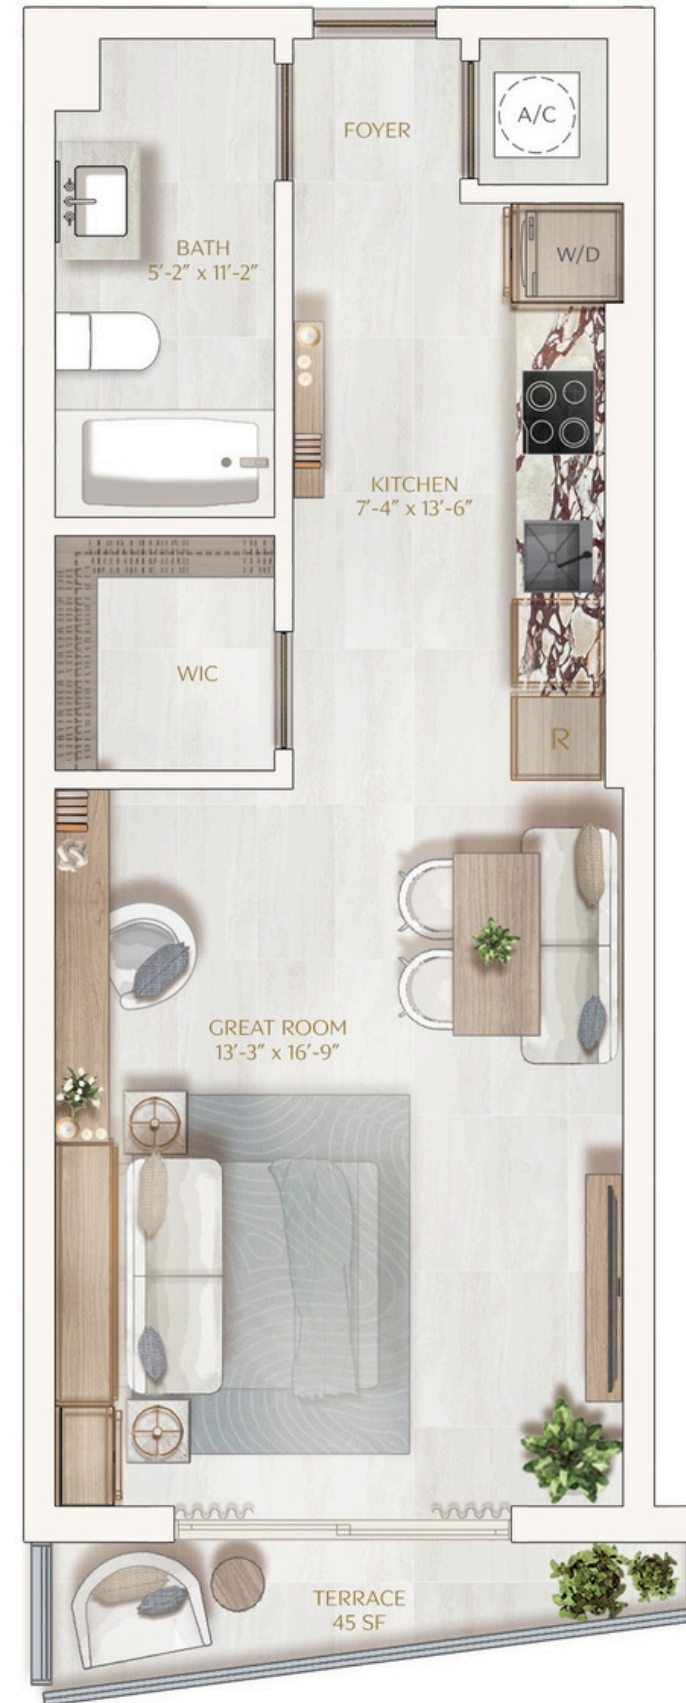 A/C
FOYER
BATH
5'-2" x 11'-2"
W/D
KITCHEN
7'-4" x 13'-6"
WIC
R
GREAT ROOM
13'-3" x 16'-9"
TERRACE
45 SF